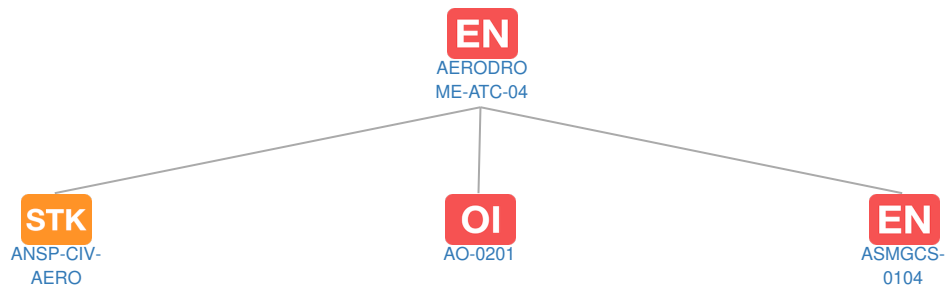 EN
AERODRO
ME-ATC-04
STK
ANSP-CIV-
AERO
OI
AO-0201
EN
ASMGCS-
0104